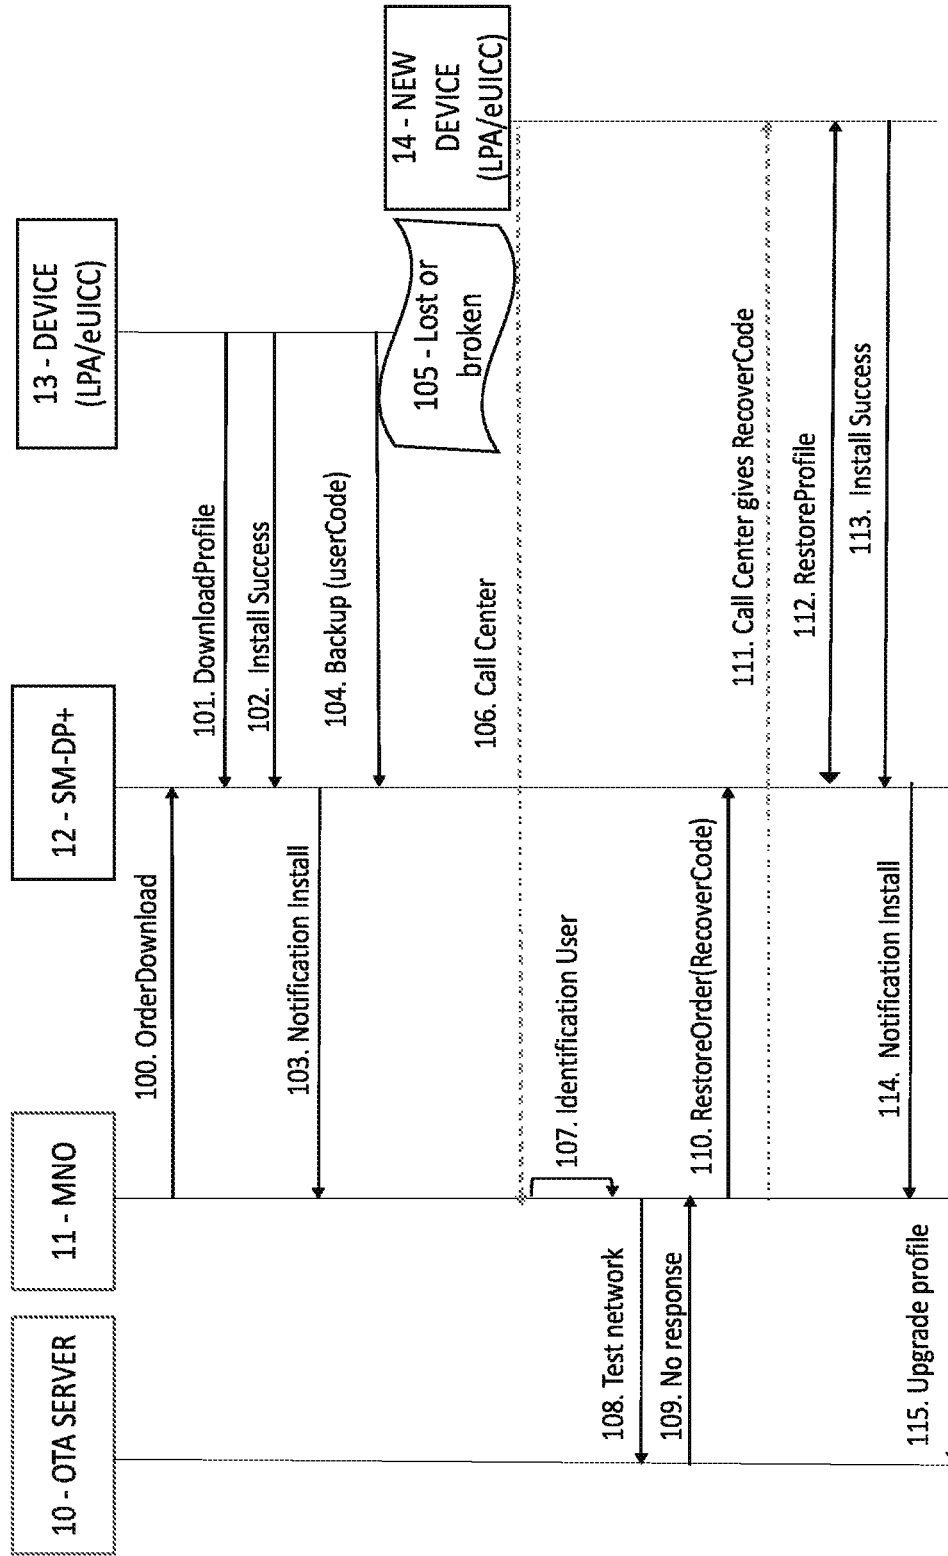 10 - OTA SERVER
11 - MNO
12 - SM-DP+
13 - DEVICE
(LPA/eUICC)
100. OrderDownload
101. DownloadProfile
102. Install Success
103. Notification Install
104. Backup (userCode)
105 - Lost or
broken
14 - NEW
DEVICE
(LPA/eUICC)
106. Call Center
107. Identification User
108. Test network
109. No response
110. RestoreOrder(RecoverCode)
111. Call Center gives RecoverCode
112. RestoreProfile
113. Install Success
114. Notification Install
115. Upgrade profile